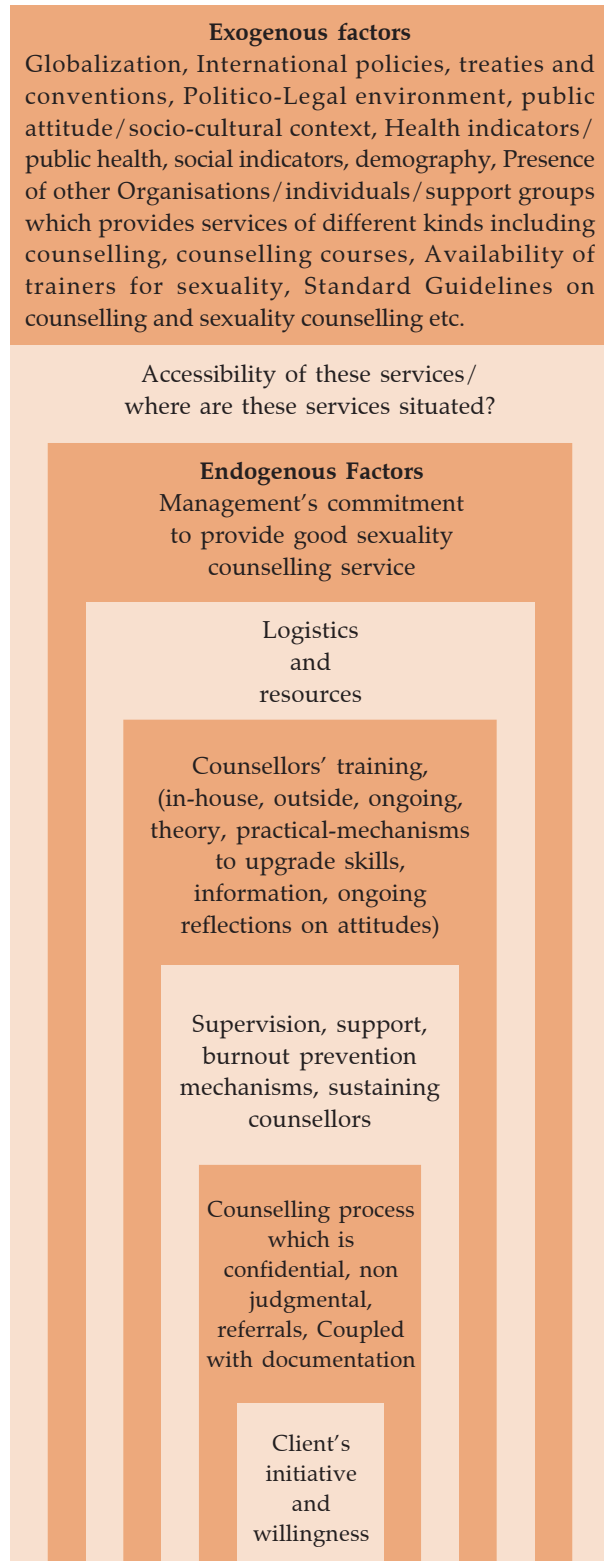 Exogenous factors
Globalization, International policies, treaties and
conventions, Politico-Legal environment, public
attitude/socio-cultural context, Health indicators/
public health, social indicators, demography, Presence
of other Organisations/individuals/support groups
which provides services of different kinds including
counselling, counselling courses, Availability of
trainers for sexuality, Standard Guidelines on
counselling and sexuality counselling etc.
Accessibility of these services/
where are these services situated?
Endogenous Factors
Management’s commitment
to provide good sexuality
counselling service
Logistics
and
resources
Counsellors’ training,
(in-house, outside, ongoing,
theory, practical-mechanisms
to upgrade skills,
information, ongoing
reflections on attitudes)
Supervision, support,
burnout prevention
mechanisms, sustaining
counsellors
Counselling process
which is
confidential, non
judgmental,
referrals, Coupled
with documentation
Client’s
initiative
and
willingness